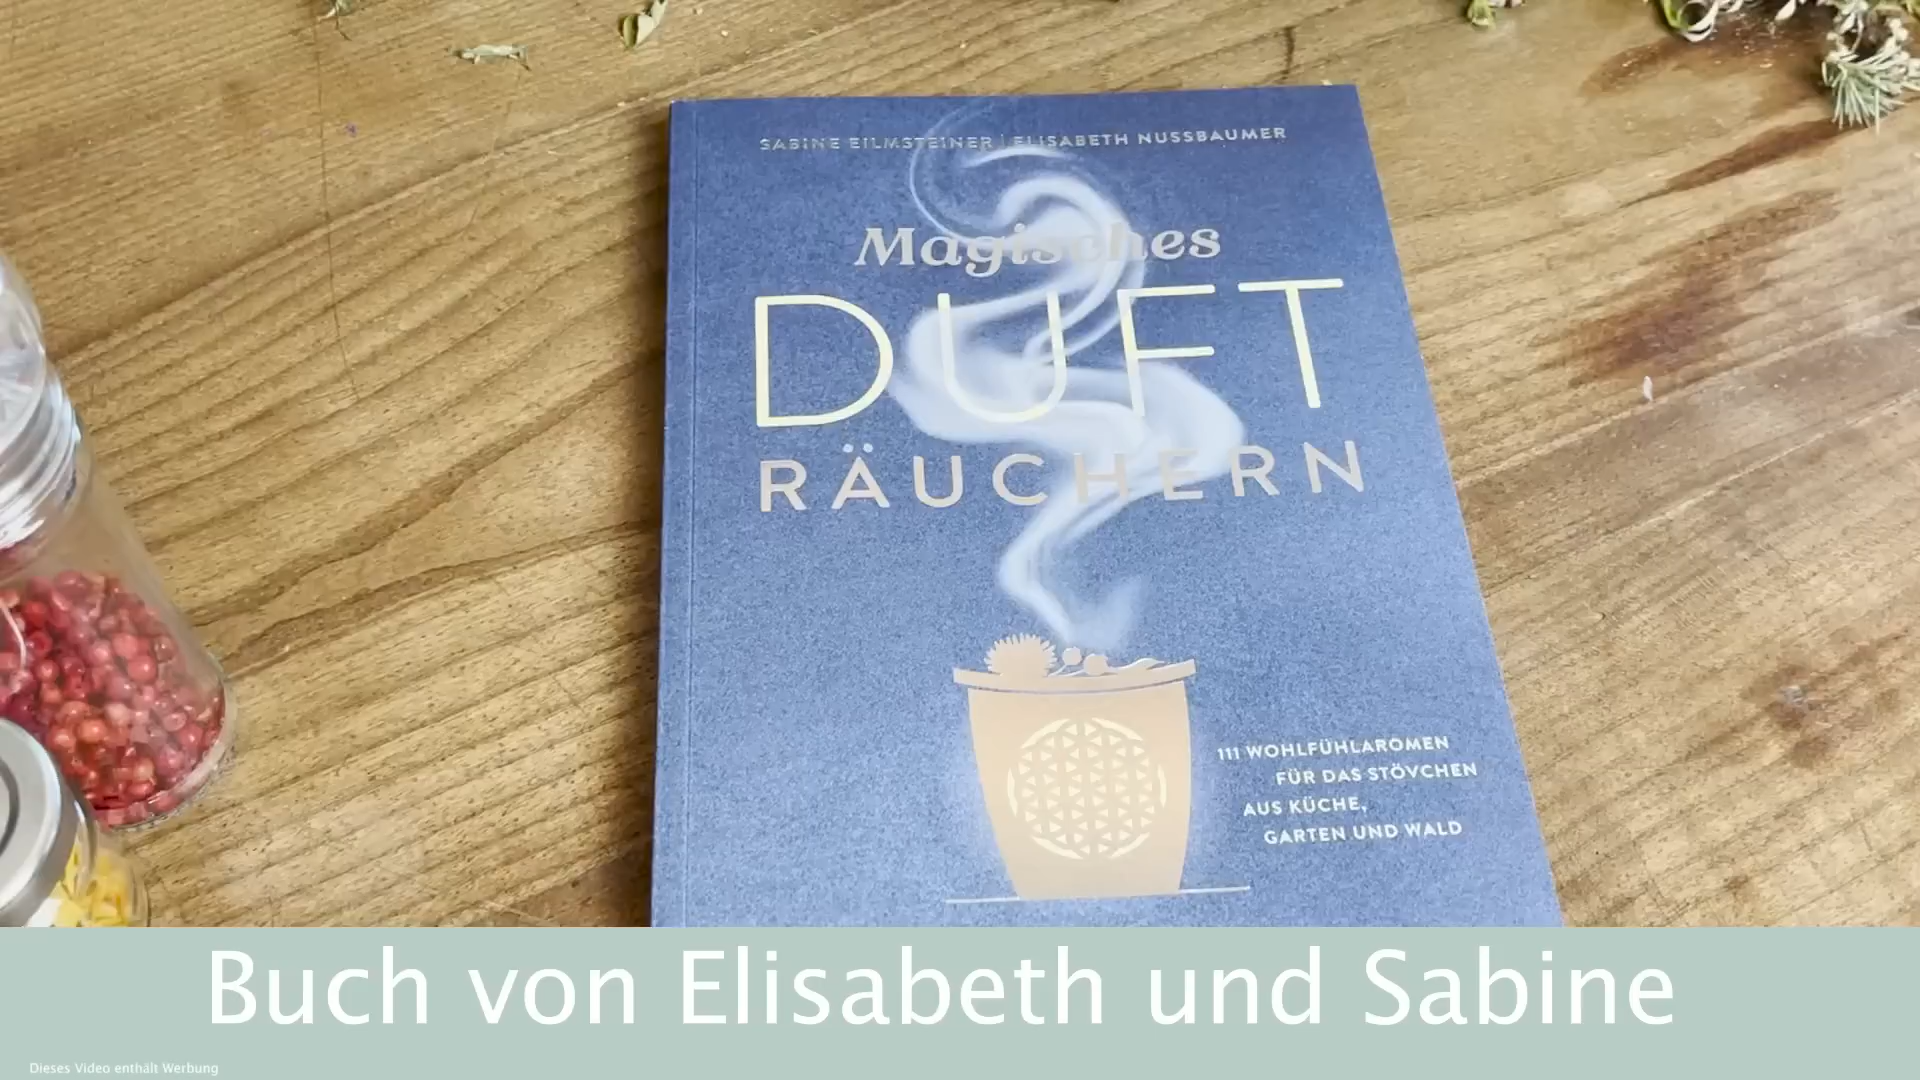 SABINE EILMSTEINER | ELISABETH NUSSBAUMER
Magisches
DUFT
RÄUCHERN
111 WOHLFÜHLAROMEN
FÜR DAS STÖVCHEN
AUS KÜCHE,
GARTEN UND WALD
Buch von Elisabeth und Sabine
Dieses Video enthält Werbung